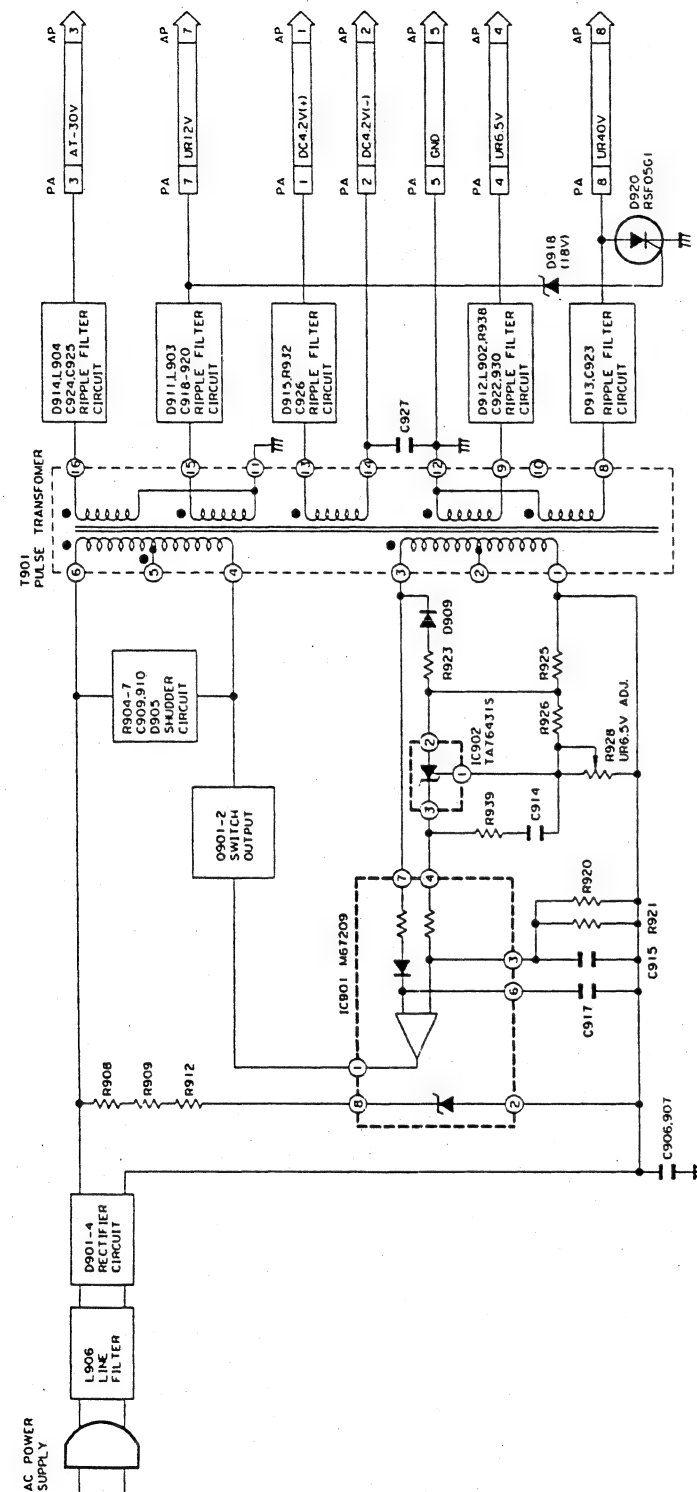 AC POWER
SUPPLY
L906
LINE
FILTER
D901-4
RECTIFIER
CIRCUIT
R908
R909
R912
C906,907
IC901 M67209
1
8
2
7
4
3
6
C917
C915
R921
R920
Q901-2
SWITCH
OUTPUT
R904-7
C909,910
D905
SHUDDER
CIRCUIT
R939
C914
IC902
TA76431S
2
3
1
R923
D909
R926
R925
R928
UR6.5V ADJ.
T901
PULSE TRANSFOMER
6
5
4
3
2
1
16
15
11
13
14
12
9
10
8
C927
D914,L904
C924,C925
RIPPLE FILTER
CIRCUIT
D911,L903
C918-920
RIPPLE FILTER
CIRCUIT
D915,R932
C926
RIPPLE FILTER
CIRCUIT
D912,L902,R938
C922,930
RIPPLE FILTER
CIRCUIT
D913,C923
RIPPLE FILTER
CIRCUIT
D918
(18V)
D920
RSF05G1
PA AP
3 AT-30V 3
PA AP
7 UR12V 7
PA AP
1 DC4.2V(+) 1
PA AP
2 DC4.2V(-) 2
PA AP
5 GND 5
PA AP
4 UR6.5V 4
PA AP
8 UR40V 8